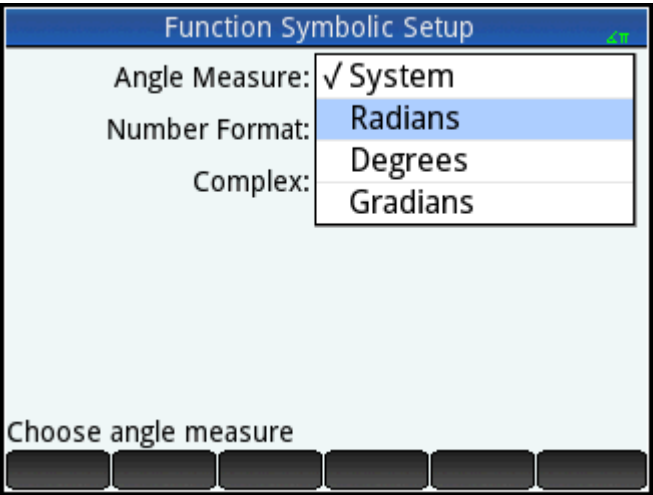 Function Symbolic Setup
∡π
Angle Measure: √ System
Radians
Number Format:
Degrees
Complex:
Gradians
Choose angle measure